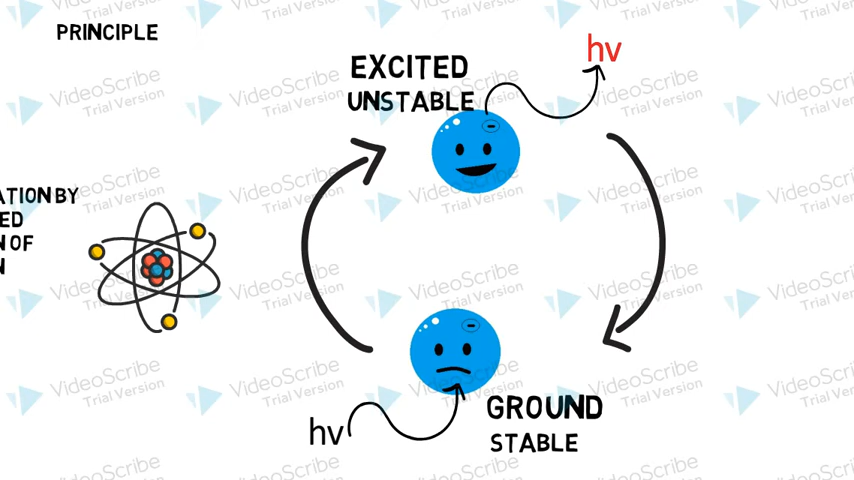 PRINCIPLE
EXCITED
UNSTABLE
hv
ATION BY
ED
N OF
N
hv
GROUND
STABLE
VideoScribe
Trial Version